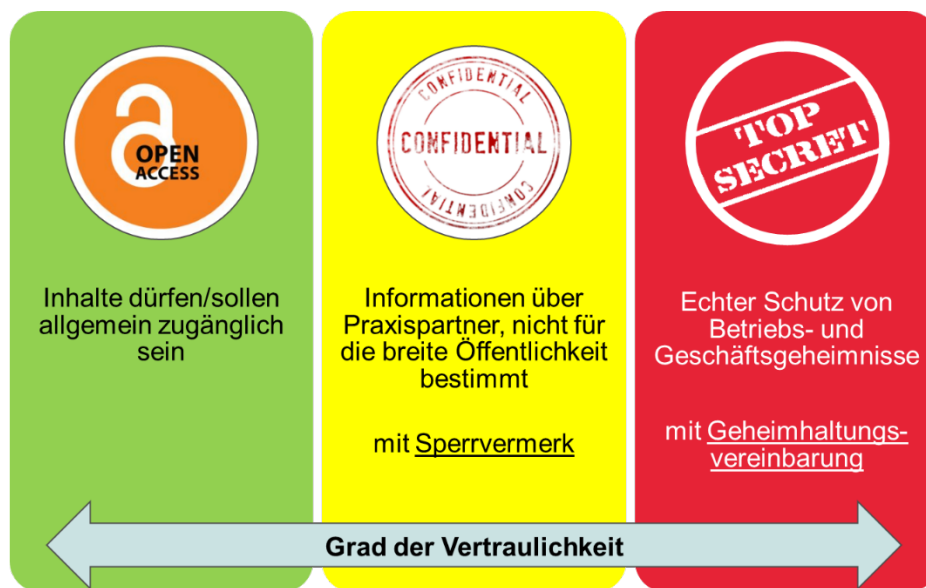 OPEN
ACCESS
Inhalte dürfen/sollen
allgemein zugänglich
sein
CONFIDENTIAL
CONFIDENTIAL
CONFIDENTIAL
Informationen über
Praxispartner, nicht für
die breite Öffentlichkeit
bestimmt
mit Sperrvermerk
TOP
SECRET
Echter Schutz von
Betriebs- und
Geschäftsgeheimnisse
mit Geheimhaltungs-
vereinbarung
Grad der Vertraulichkeit